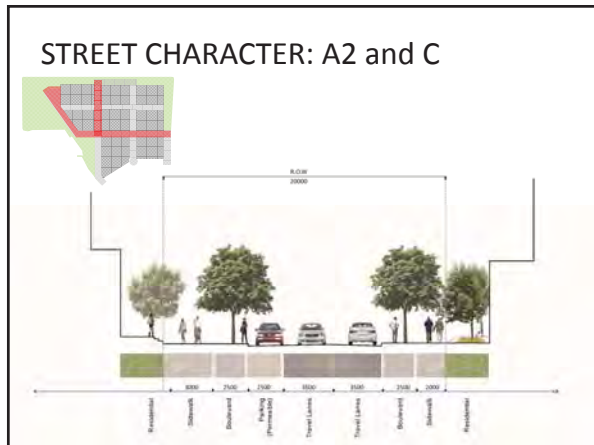 STREET CHARACTER: A2 and C
R.O.W
20000
3000
2500
2500
3500
3500
2500
2000
Residential
Sidewalk
Boulevard
Parking
(Permeable)
Travel Lanes
Travel Lanes
Boulevard
Sidewalk
Residential